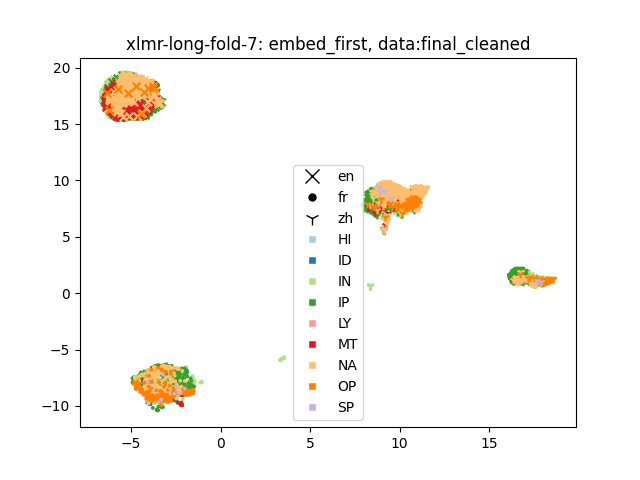 xlmr-long-fold-7: embed_first, data:final_cleaned
20
15
10
5
0
−5
−10
−5
0
5
10
15
en
fr
zh
HI
ID
IN
IP
LY
MT
NA
OP
SP